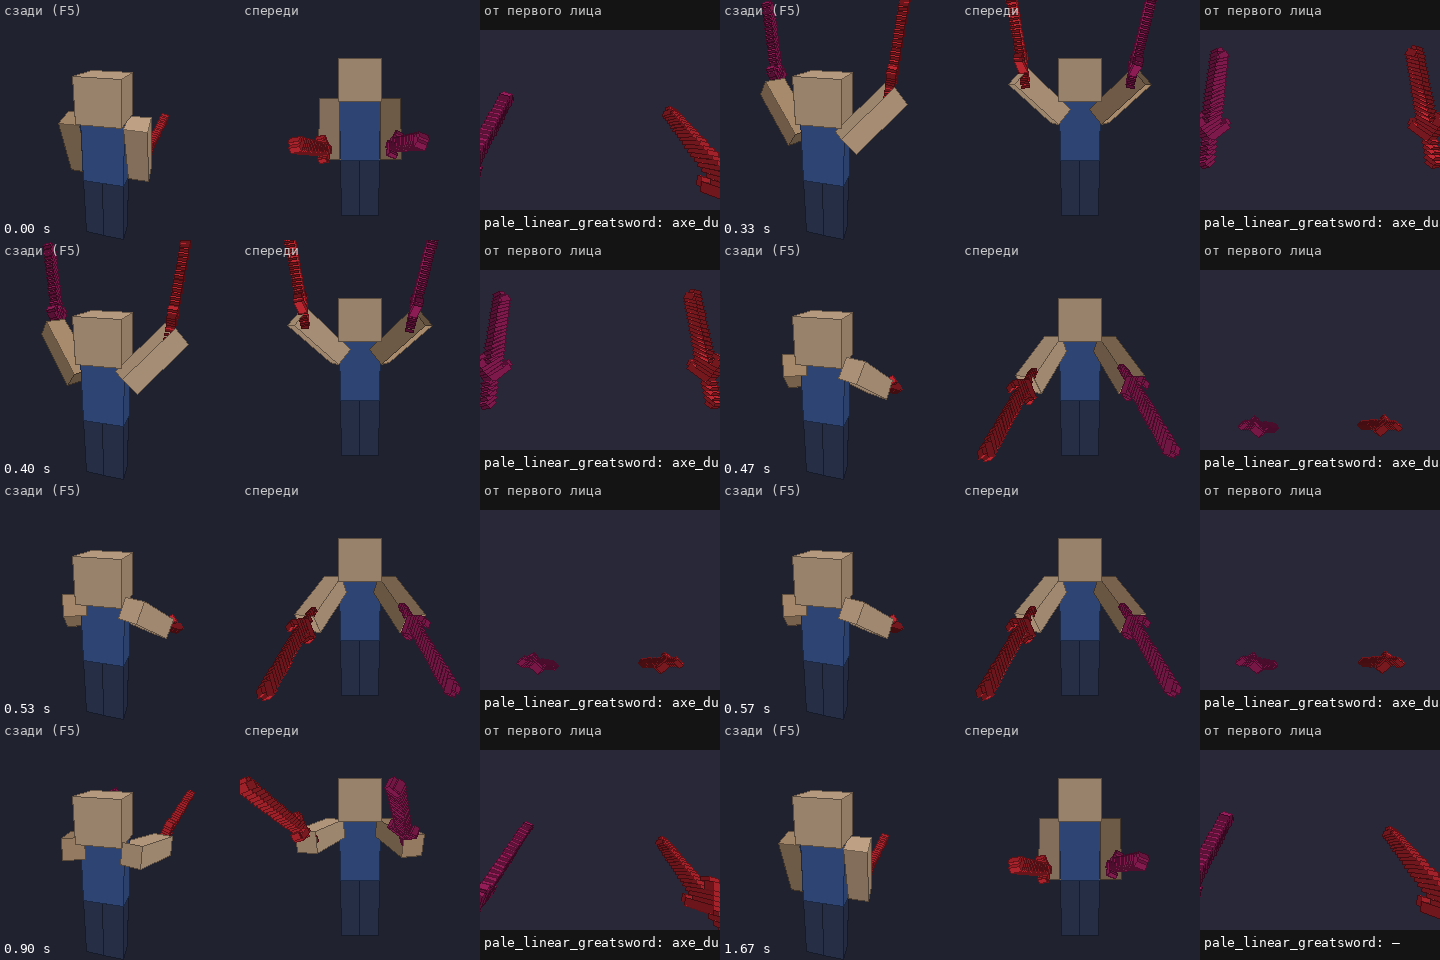 сзади (F5) спереди от первого лица сзади (F5) спереди от первого лица
0.00 s pale_linear_greatsword: axe_du 0.33 s pale_linear_greatsword: axe_du
сзади (F5) спереди от первого лица сзади (F5) спереди от первого лица
0.40 s pale_linear_greatsword: axe_du 0.47 s pale_linear_greatsword: axe_du
сзади (F5) спереди от первого лица сзади (F5) спереди от первого лица
0.53 s pale_linear_greatsword: axe_du 0.57 s pale_linear_greatsword: axe_du
сзади (F5) спереди от первого лица сзади (F5) спереди от первого лица
0.90 s pale_linear_greatsword: axe_du 1.67 s pale_linear_greatsword: —